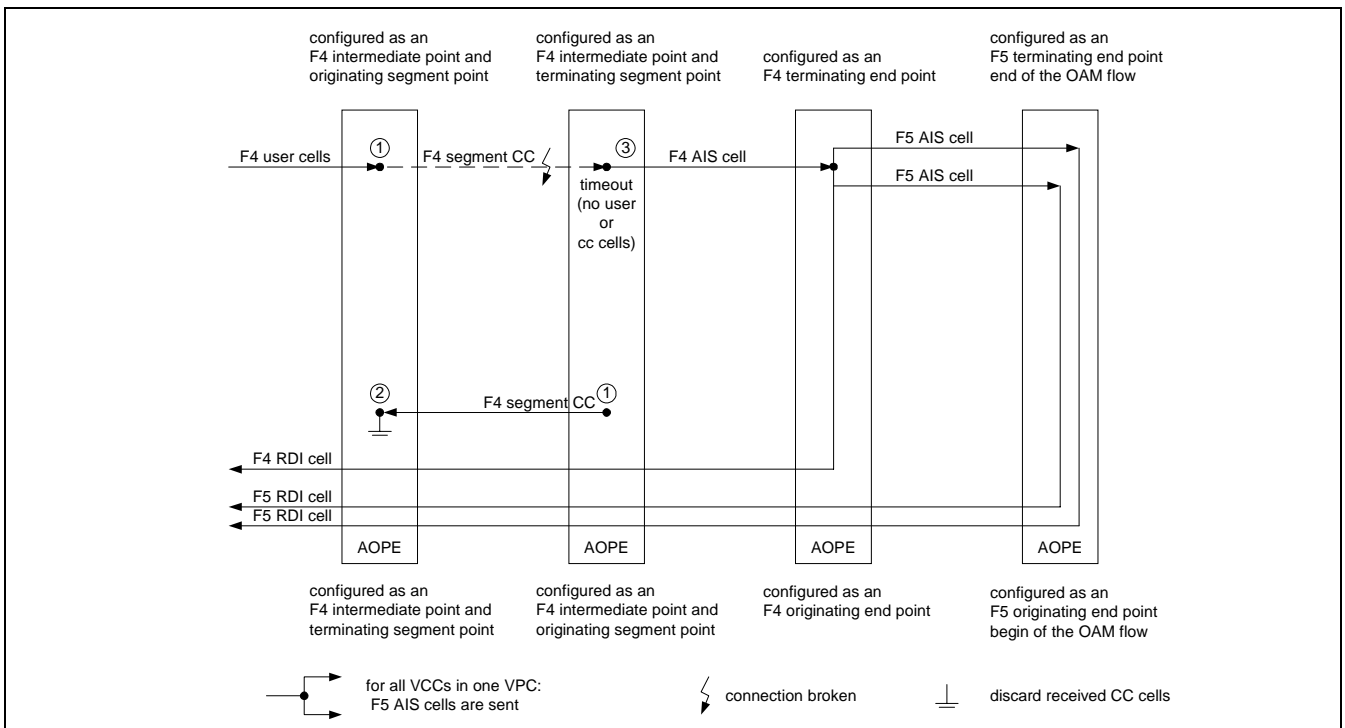 configured as an
F4 intermediate point and
originating segment point
configured as an
F4 intermediate point and
terminating segment point
configured as an
F4 terminating end point
configured as an
F5 terminating end point
end of the OAM flow
F4 user cells
1
F4 segment CC
3
F4 AIS cell
F5 AIS cell
F5 AIS cell
timeout
(no user
or
cc cells)
2
F4 segment CC
1
F4 RDI cell
F5 RDI cell
F5 RDI cell
AOPE
AOPE
AOPE
AOPE
configured as an
F4 intermediate point and
terminating segment point
configured as an
F4 intermediate point and
originating segment point
configured as an
F4 originating end point
configured as an
F5 originating end point
begin of the OAM flow
for all VCCs in one VPC:
F5 AIS cells are sent
connection broken
discard received CC cells